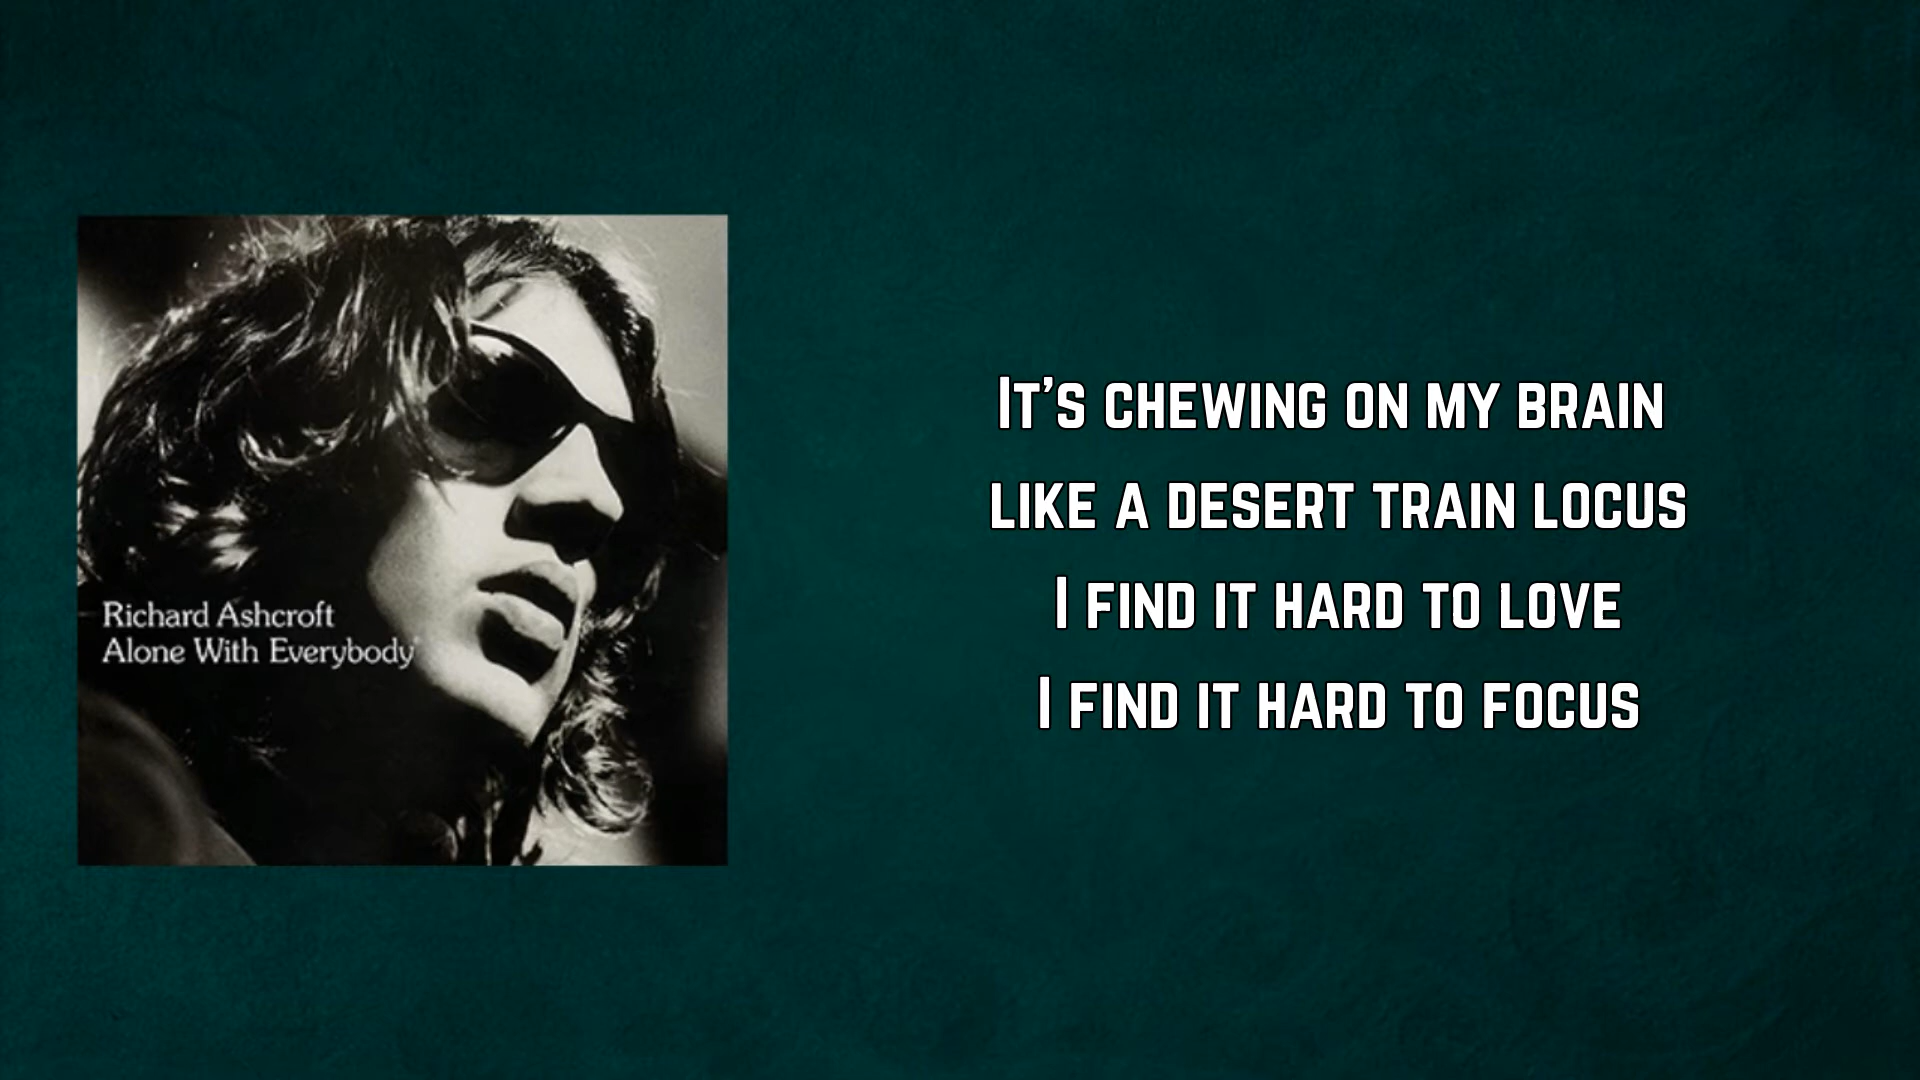 Richard Ashcroft
Alone With Everybody
It's chewing on my brain
like a desert train locus
I find it hard to love
I find it hard to focus